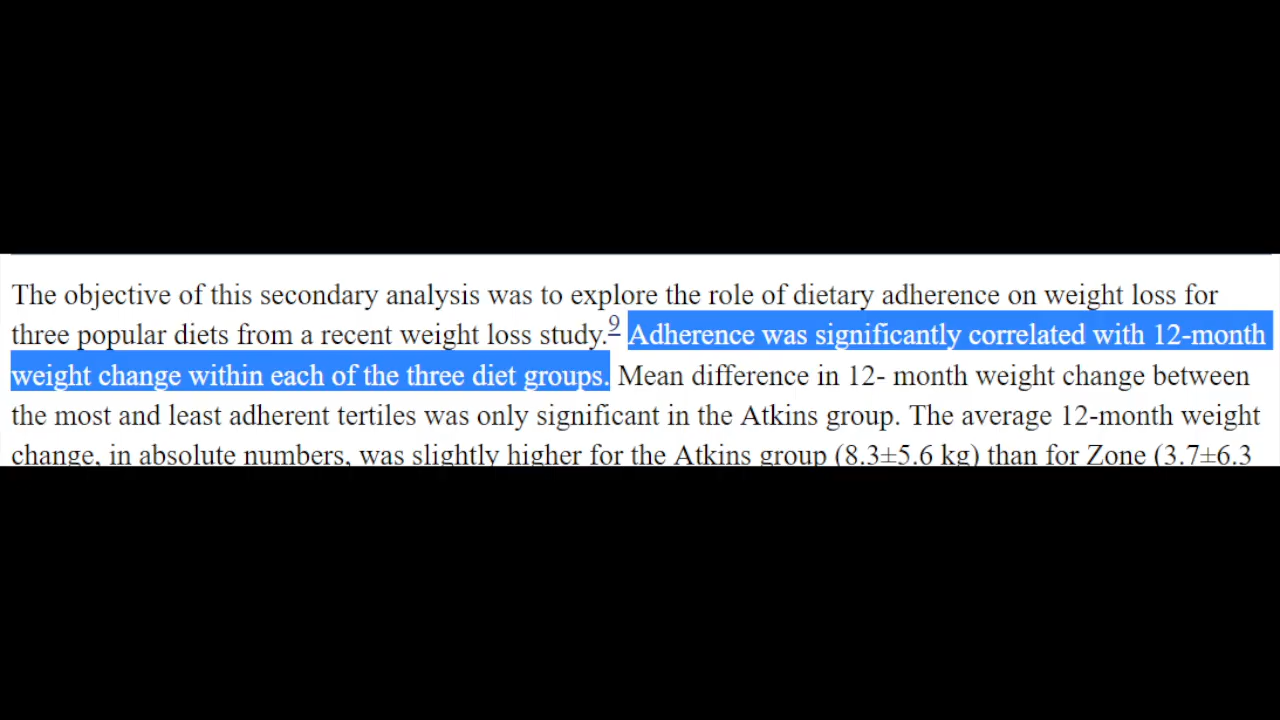 The objective of this secondary analysis was to explore the role of dietary adherence on weight loss for
three popular diets from a recent weight loss study.9 Adherence was significantly correlated with 12-month
weight change within each of the three diet groups. Mean difference in 12- month weight change between
the most and least adherent tertiles was only significant in the Atkins group. The average 12-month weight
change, in absolute numbers, was slightly higher for the Atkins group (8.3±5.6 kg) than for Zone (3.7±6.3